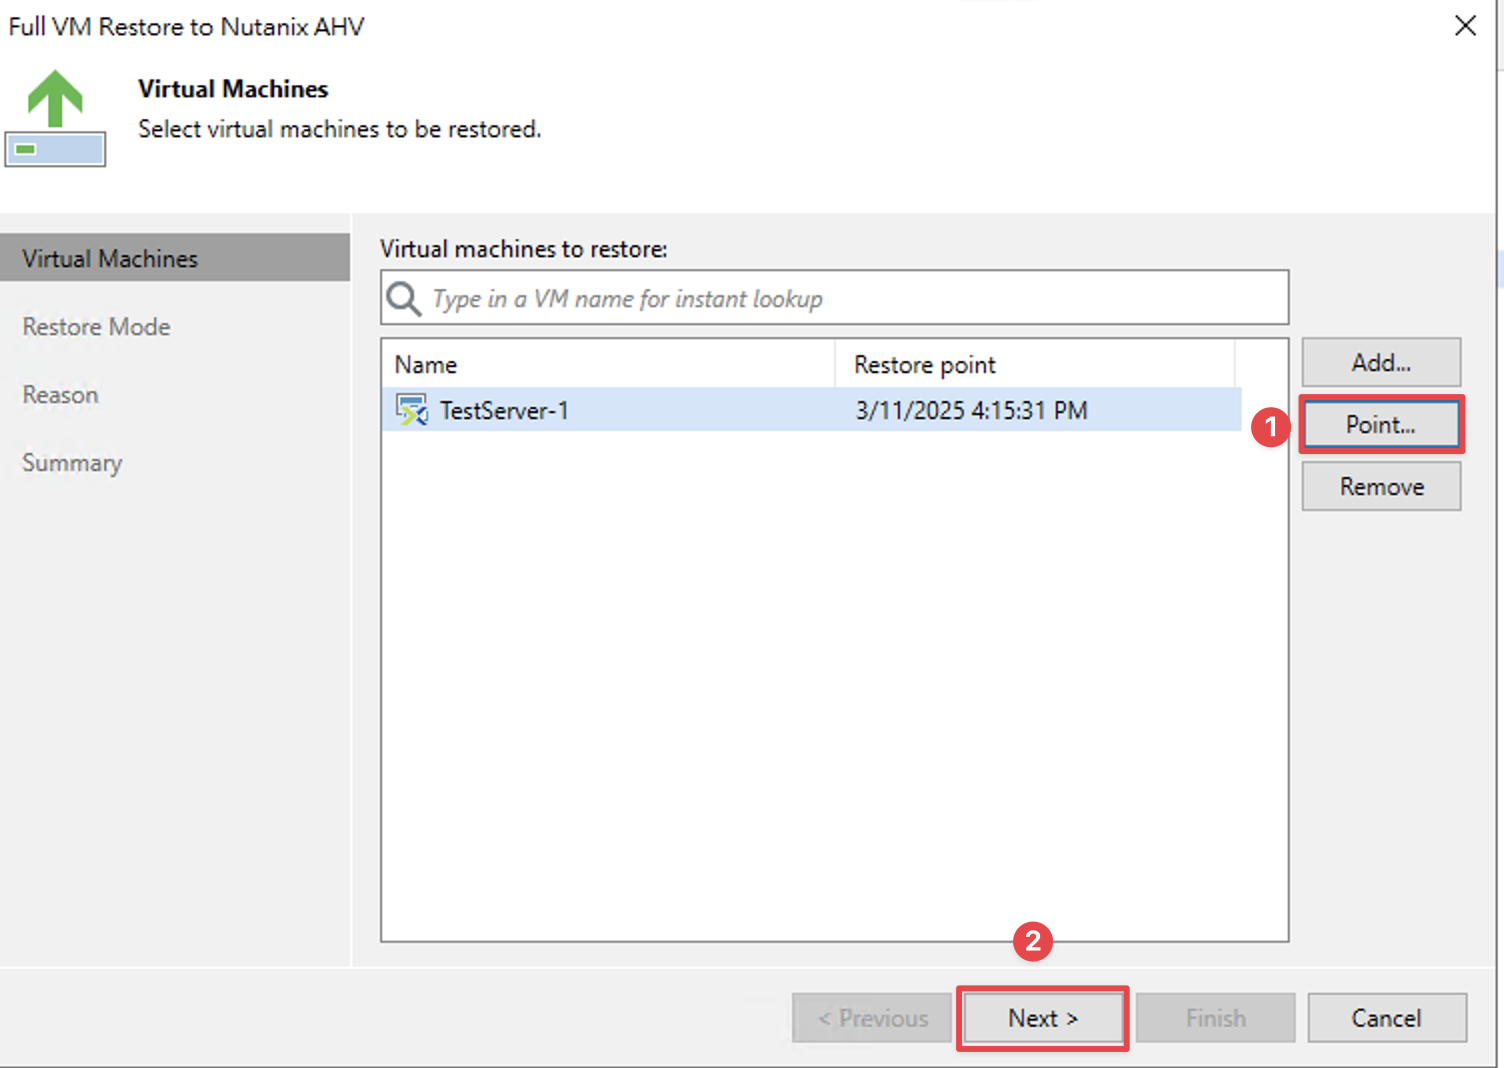 Full VM Restore to Nutanix AHV
Virtual Machines
Select virtual machines to be restored.
Virtual Machines
Restore Mode
Reason
Summary
Virtual machines to restore:
Type in a VM name for instant lookup
Name Restore point
TestServer-1 3/11/2025 4:15:31 PM
Add...
1 Point...
Remove
2
< Previous Next > Finish Cancel